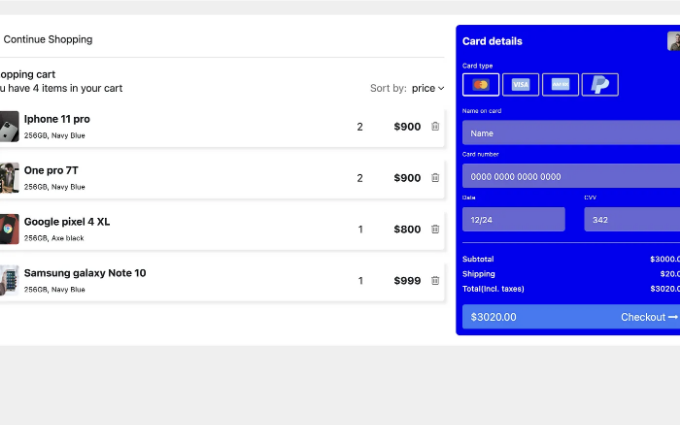 Continue Shopping
opping cart
u have 4 items in your cart
Sort by: price
Iphone 11 pro
256GB, Navy Blue
2
$900
One pro 7T
256GB, Navy Blue
2
$900
Google pixel 4 XL
256GB, Axe black
1
$800
Samsung galaxy Note 10
256GB, Navy Blue
1
$999
Card details
Card type
VISA
Name on card
Name
Card number
0000 0000 0000 0000
Date
CVV
12/24
342
Subtotal
$3000.0
Shipping
$20.0
Total(Incl. taxes)
$3020.0
$3020.00
Checkout